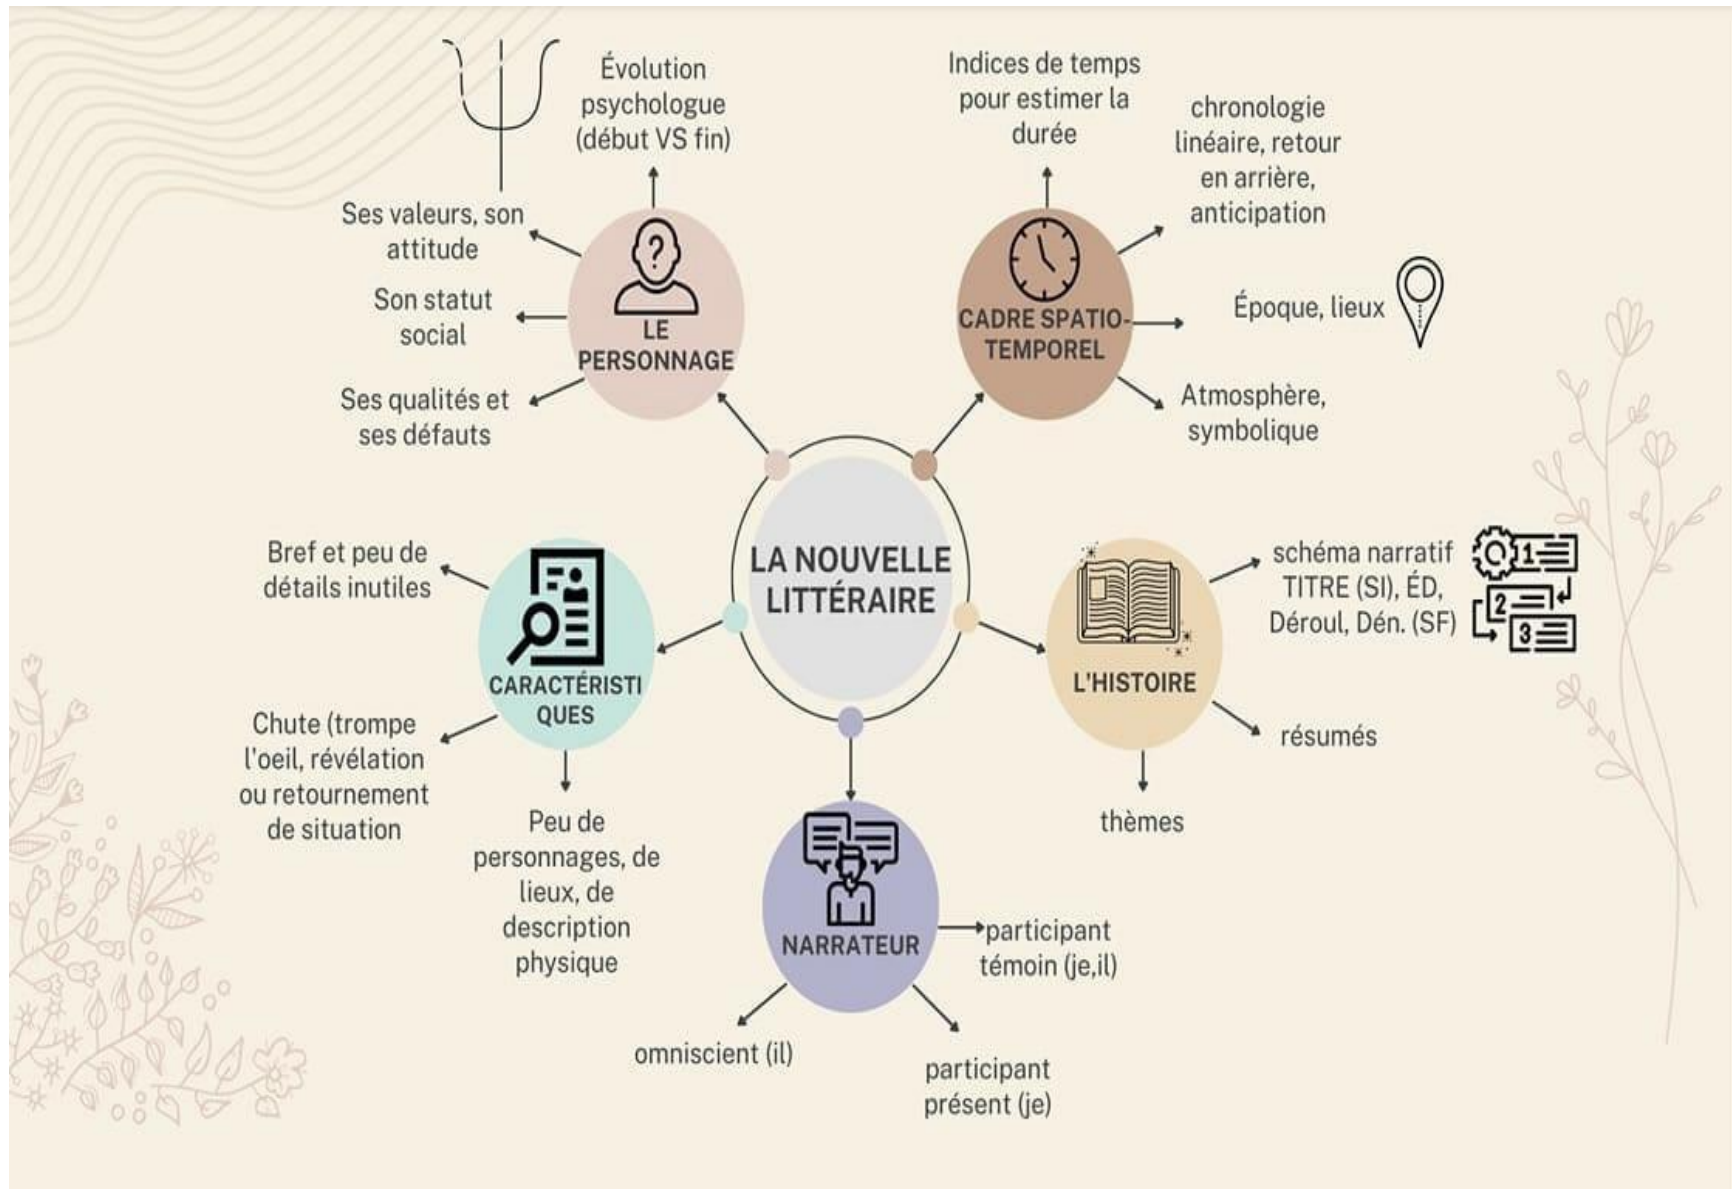 LA NOUVELLE
LITTÉRAIRE
LE
PERSONNAGE
Évolution
psychologue
(début VS fin)
Ses valeurs, son
attitude
Son statut
social
Ses qualités et
ses défauts
CADRE SPATIO-
TEMPOREL
Indices de temps
pour estimer la
durée
chronologie
linéaire, retour
en arrière,
anticipation
Époque, lieux
Atmosphère,
symbolique
L'HISTOIRE
schéma narratif
TITRE (SI), ÉD,
Déroul, Dén. (SF)
1
2
3
résumés
thèmes
NARRATEUR
participant
témoin (je,il)
participant
présent (je)
omniscient (il)
CARACTÉRISTI
QUES
Bref et peu de
détails inutiles
Chute (trompe
l'oeil, révélation
ou retournement
de situation
Peu de
personnages, de
lieux, de
description
physique